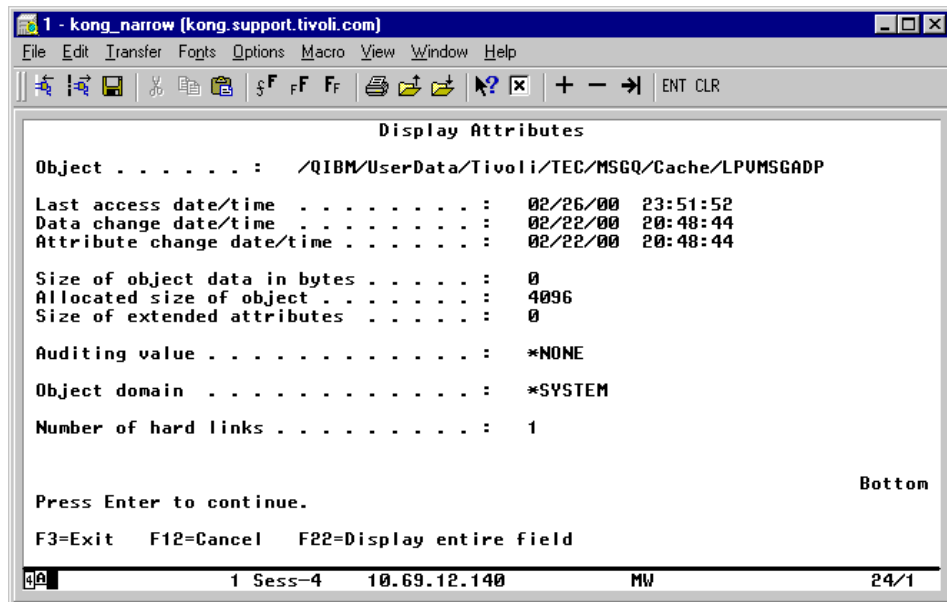 1 - kong_narrow (kong.support.tivoli.com)
File Edit Transfer Fonts Options Macro View Window Help
ENT CLR
Display Attributes
Object . . . . . . : /QIBM/UserData/Tivoli/TEC/MSGQ/Cache/LPVMSGADP
Last access date/time . . . . . . . . : 02/26/00 23:51:52
Data change date/time . . . . . . . . : 02/22/00 20:48:44
Attribute change date/time . . . . . . : 02/22/00 20:48:44
Size of object data in bytes . . . . . : 0
Allocated size of object . . . . . . . : 4096
Size of extended attributes . . . . . : 0
Auditing value . . . . . . . . . . . . : *NONE
Object domain . . . . . . . . . . . . : *SYSTEM
Number of hard links . . . . . . . . . : 1
Bottom
Press Enter to continue.
F3=Exit F12=Cancel F22=Display entire field
4A 1 Sess-4 10.69.12.140 MW 24/1